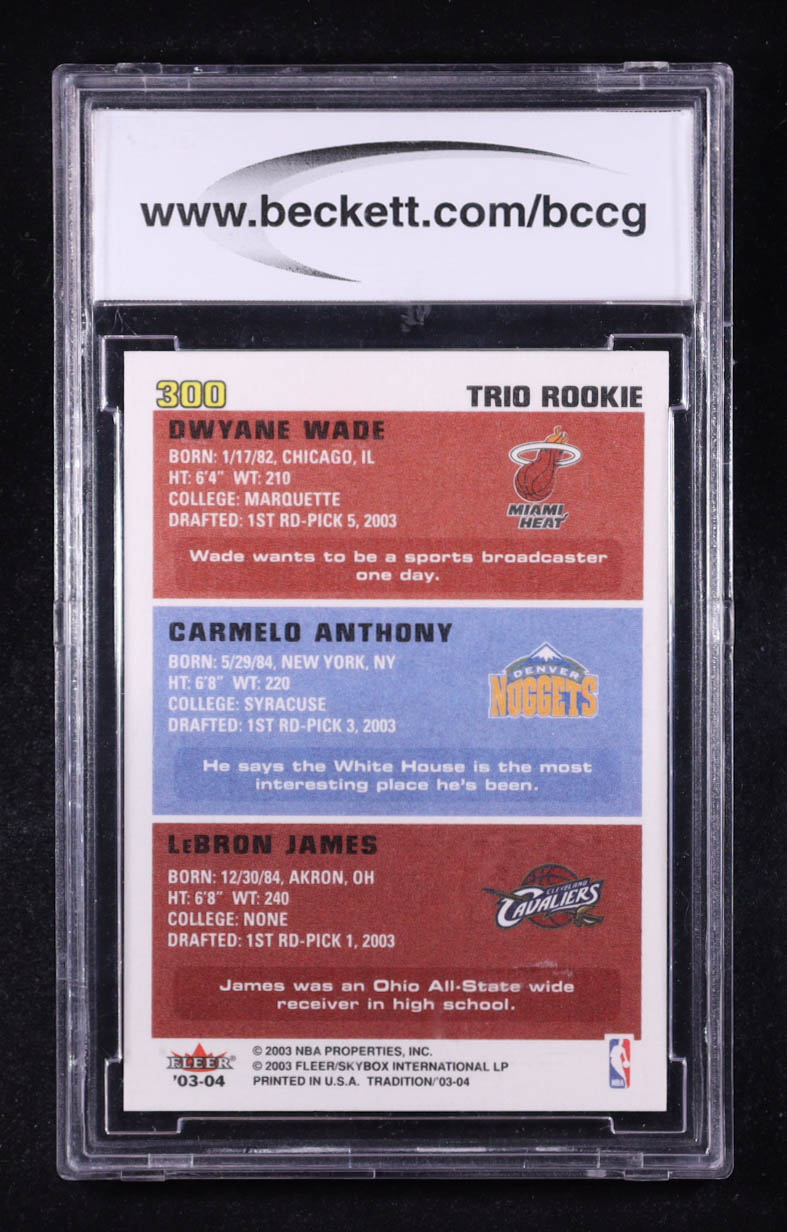 www.beckett.com/bccg
300 TRIO ROOKIE
DWYANE WADE
BORN: 1/17/82, CHICAGO, IL
HT: 6'4" WT: 210
COLLEGE: MARQUETTE
DRAFTED: 1ST RD-PICK 5, 2003
MIAMI
HEAT
Wade wants to be a sports broadcaster
one day.
CARMELO ANTHONY
BORN: 5/29/84, NEW YORK, NY
HT: 6'8" WT: 220
COLLEGE: SYRACUSE
DRAFTED: 1ST RD-PICK 3, 2003
DENVER
NUGGETS
He says the White House is the most
interesting place he's been.
LeBRON JAMES
BORN: 12/30/84, AKRON, OH
HT: 6'8" WT: 240
COLLEGE: NONE
DRAFTED: 1ST RD-PICK 1, 2003
CLEVELAND
CAVALIERS
James was an Ohio All-State wide
receiver in high school.
FLEER
'03-04
© 2003 NBA PROPERTIES, INC.
© 2003 FLEER/SKYBOX INTERNATIONAL LP
PRINTED IN U.S.A. TRADITION/'03-04
NBA